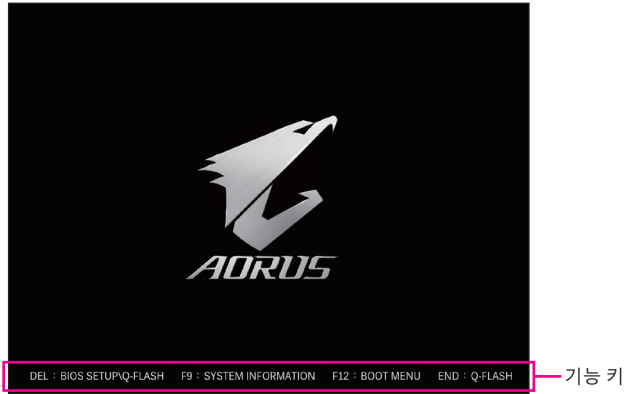 AORUS
DEL : BIOS SETUP\Q-FLASH F9 : SYSTEM INFORMATION F12 : BOOT MENU END : Q-FLASH
기능 키